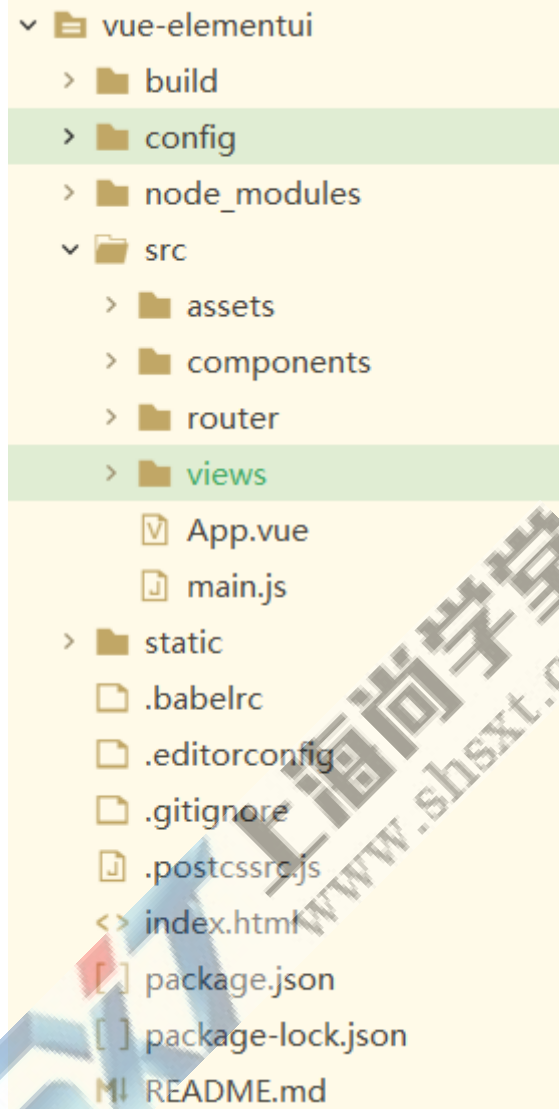 vue-elementui
build
config
node_modules
src
assets
components
router
views
App.vue
main.js
static
.babelrc
.editorconfig
.gitignore
.postcssrc.js
index.html
package.json
package-lock.json
README.md
上海尚学堂
www.shsxt.c